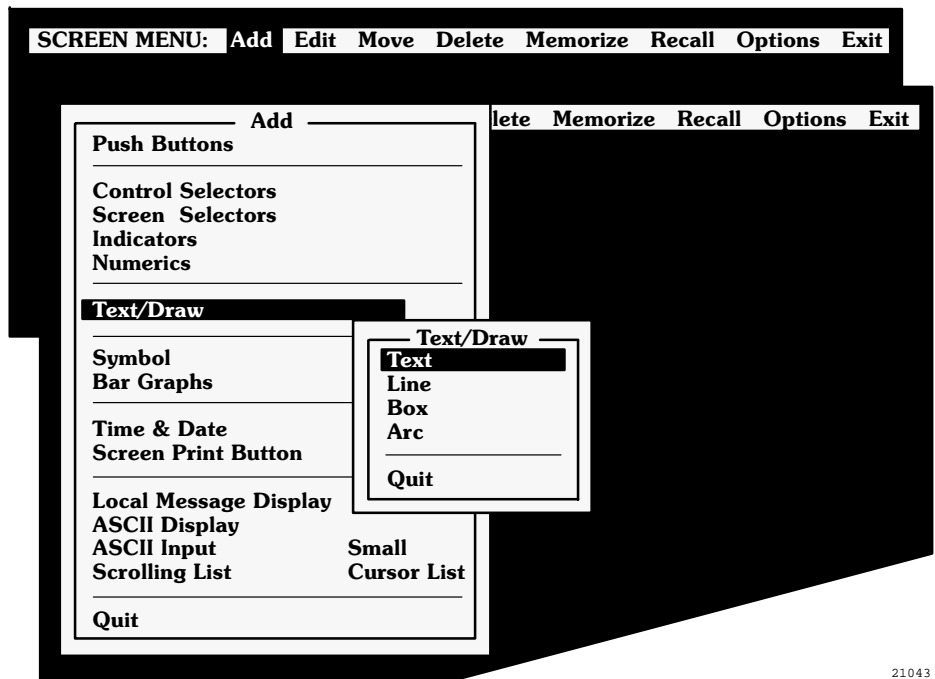 SCREEN MENU: Add Edit Move Delete Memorize Recall Options Exit
lete Memorize Recall Options Exit
Add
Push Buttons
Control Selectors
Screen Selectors
Indicators
Numerics
Text/Draw
Symbol
Bar Graphs
Time & Date
Screen Print Button
Local Message Display
ASCII Display
ASCII Input Small
Scrolling List Cursor List
Quit
Text/Draw
Text
Line
Box
Arc
Quit
21043